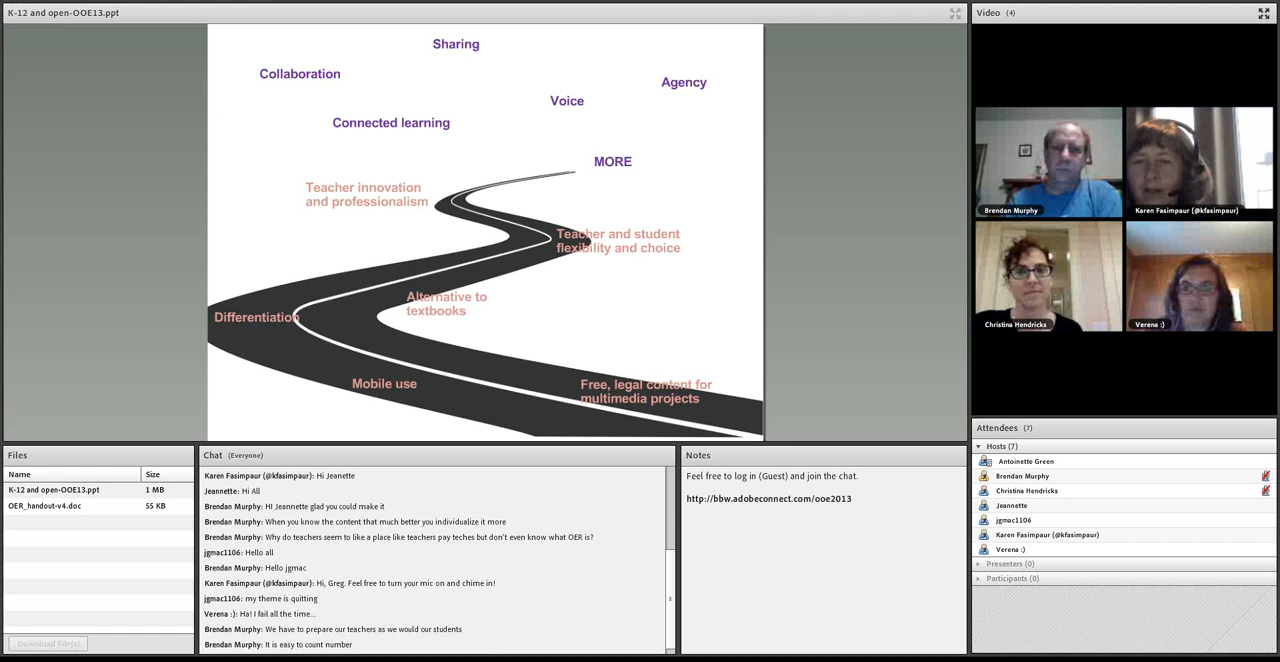 K-12 and open-OOE13.ppt
Sharing
Collaboration
Agency
Voice
Connected learning
MORE
Teacher innovation
and professionalism
Teacher and student
flexibility and choice
Alternative to
textbooks
Differentiation
Mobile use
Free, legal content for
multimedia projects
Video (4)
Brendan Murphy
Karen Fasimpaur (@kfasimpaur)
Christina Hendricks
Verena :)
Attendees (7)
Hosts (7)
Antoinette Green
Brendan Murphy
Christina Hendricks
Jeannette
jgmac1106
Karen Fasimpaur (@kfasimpaur)
Verena :)
Presenters (0)
Participants (0)
Files
Name Size
K-12 and open-OOE13.ppt 1 MB
OER_handout-v4.doc 55 KB
Download File(s)
Chat (Everyone)
Karen Fasimpaur (@kfasimpaur): Hi Jeanette
Jeannette: Hi All
Brendan Murphy: HI Jeannette glad you could make it
Brendan Murphy: When you know the content that much better you individualize it more
Brendan Murphy: Why do teachers seem to like a place like teachers pay teches but don't even know what OER is?
jgmac1106: Hello all
Brendan Murphy: Hello jgmac
Karen Fasimpaur (@kfasimpaur): Hi, Greg. Feel free to turn your mic on and chime in!
jgmac1106: my theme is quitting
Verena :): Ha! I fail all the time...
Brendan Murphy: We have to prepare our teachers as we would our students
Brendan Murphy: It is easy to count number
Notes
Feel free to log in (Guest) and join the chat.
http://bbw.adobeconnect.com/ooe2013